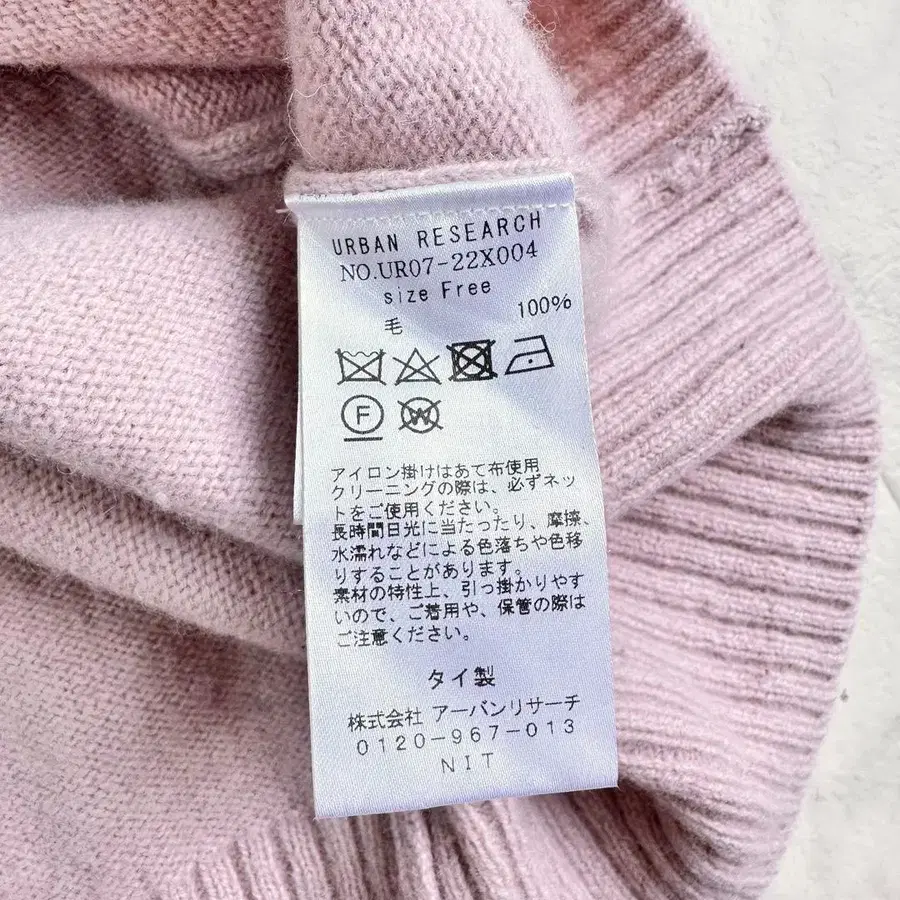 URBAN RESEARCH
NO.UR07-22X004
size Free
毛 100%
F W
アイロン掛けはあて布使用
クリーニングの際は、必ずネッ
トをご使用ください。
長時間日光に当たったり、摩擦、
水濡れなどによる色落ちや色移
りすることがあります。
素材の特性上、引っ掛かりやす
いので、ご着用や、保管の際は
ご注意ください。
タイ製
株式会社 アーバンリサーチ
0120-967-013
NIT